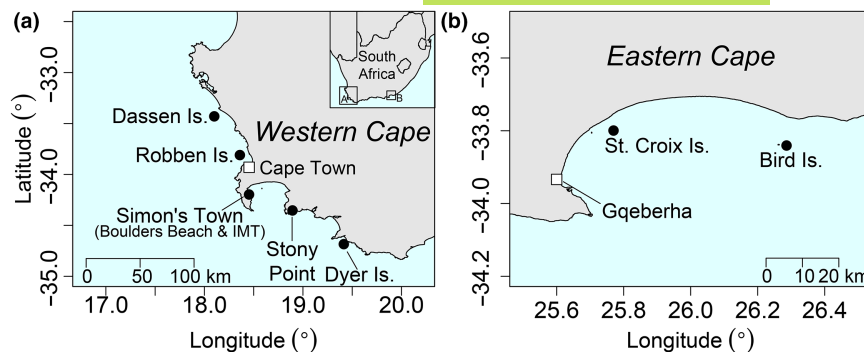 (a)
South
Africa
A
B
Western Cape
Dassen Is.
Robben Is.
Cape Town
Simon's Town
(Boulders Beach & IMT)
Stony
Point
Dyer Is.
0 50 100 km
Latitude (°)
−33.0
−34.0
−35.0
17.0 18.0 19.0 20.0
Longitude (°)
(b)
Eastern Cape
St. Croix Is.
Bird Is.
Gqeberha
0 10 20 km
−33.6
−33.8
−34.0
−34.2
25.6 25.8 26.0 26.2 26.4
Longitude (°)